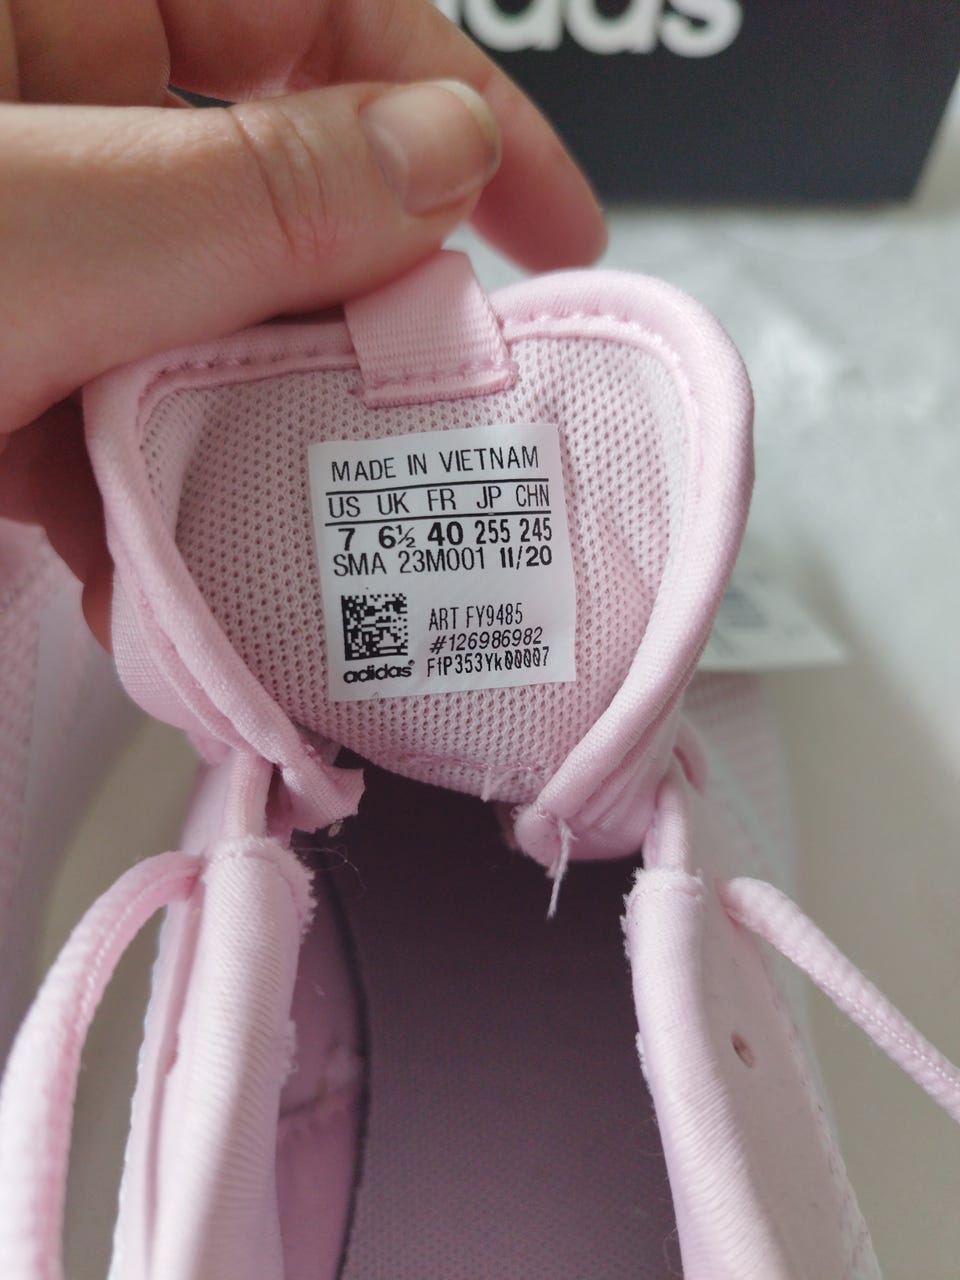 adidas
MADE IN VIETNAM
US UK FR JP CHN
7 6½ 40 255 245
SMA 23M001 11/20
ART FY9485
#126986982
adidas®
F1P353Yk00007